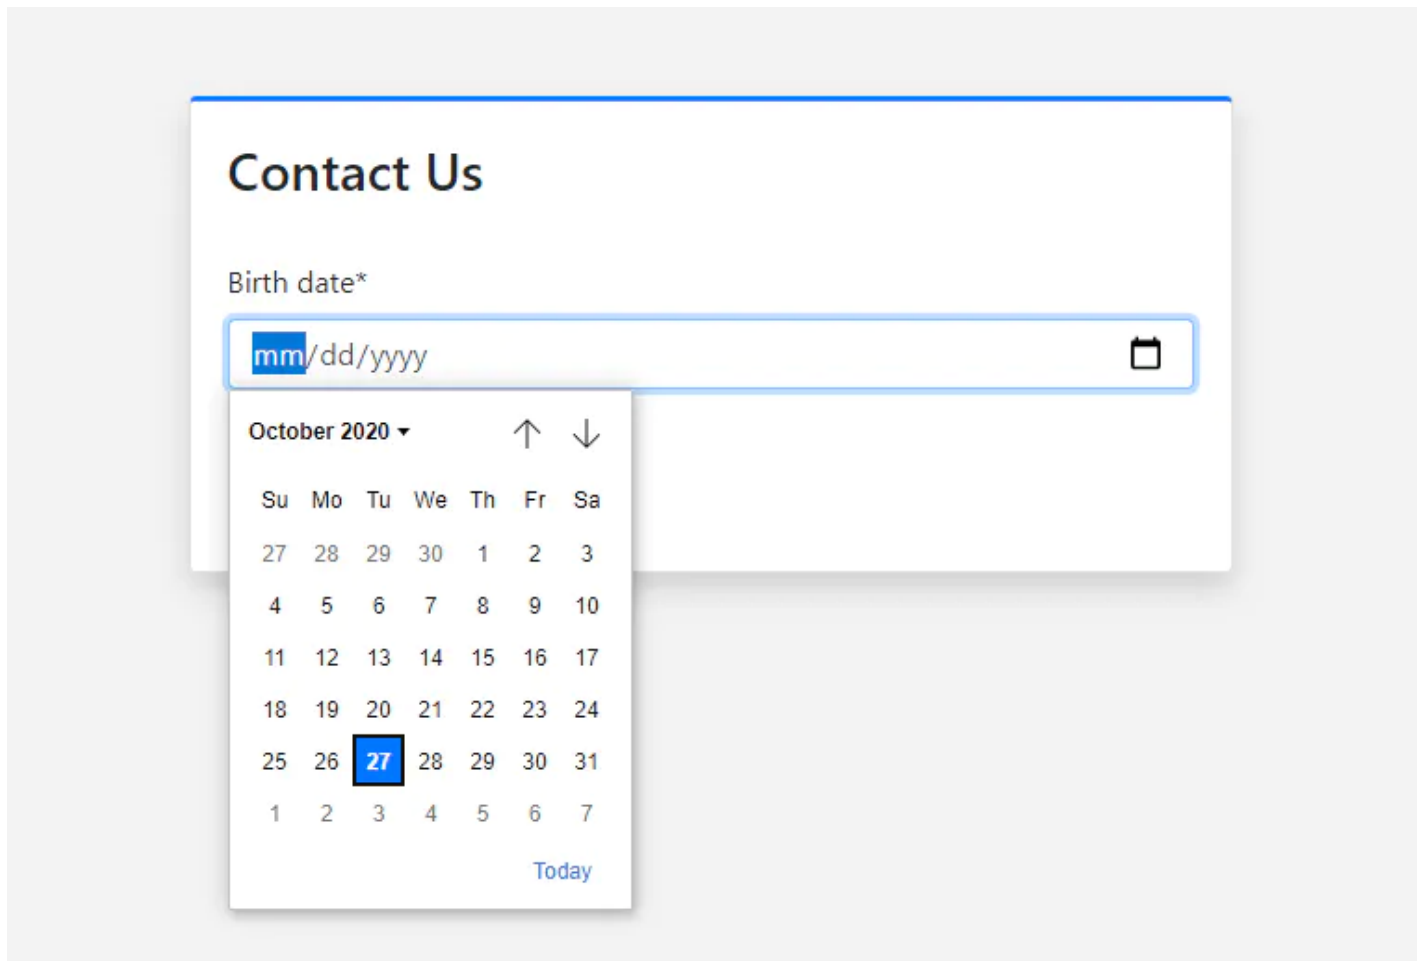 Contact Us
Birth date*
mm/dd/yyyy
October 2020
Su Mo Tu We Th Fr Sa
27 28 29 30 1 2 3
4 5 6 7 8 9 10
11 12 13 14 15 16 17
18 19 20 21 22 23 24
25 26 27 28 29 30 31
1 2 3 4 5 6 7
Today